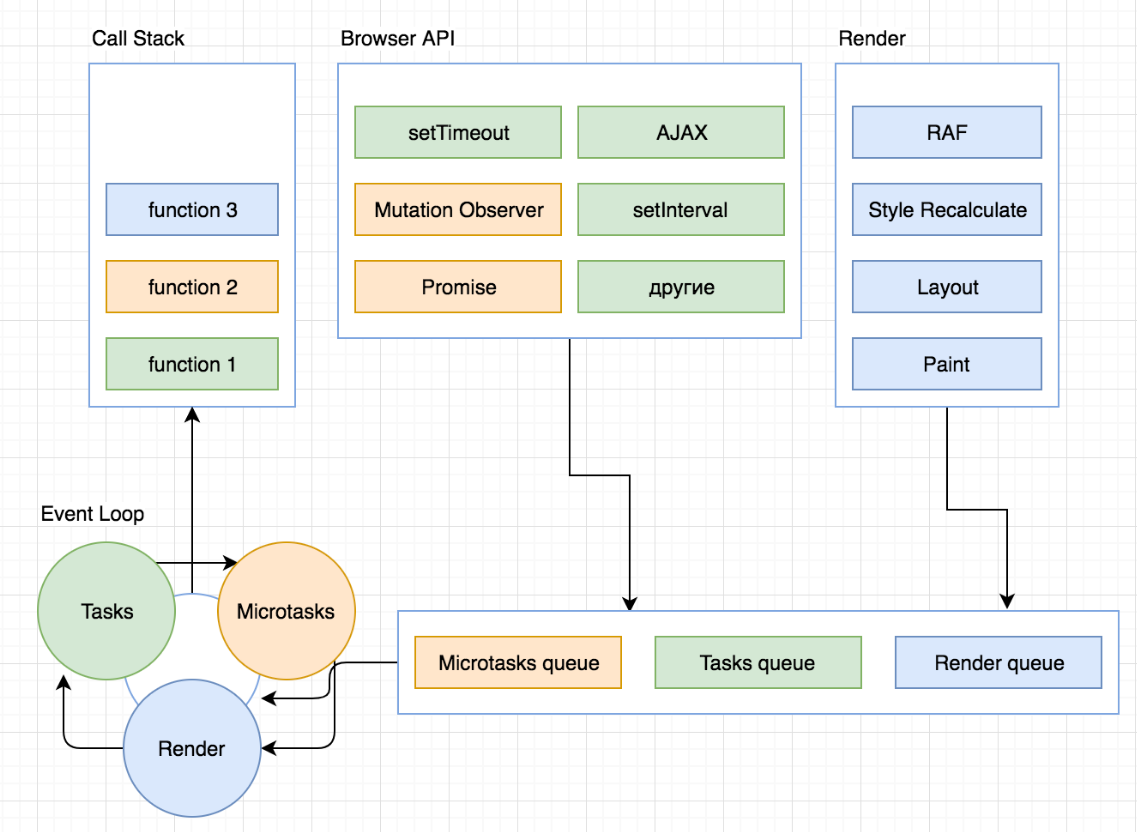 Call Stack
function 3
function 2
function 1
Browser API
setTimeout
AJAX
Mutation Observer
setInterval
Promise
другие
Render
RAF
Style Recalculate
Layout
Paint
Event Loop
Tasks
Microtasks
Render
Microtasks queue
Tasks queue
Render queue